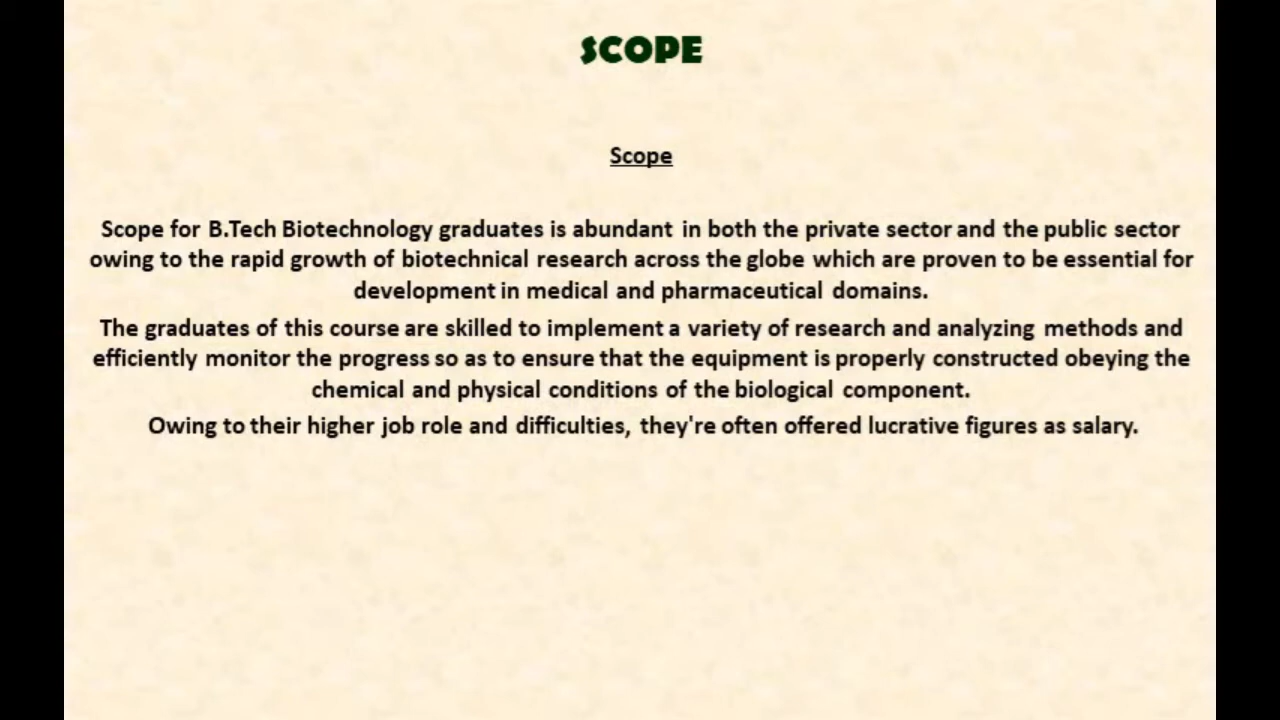 SCOPE
Scope
Scope for B.Tech Biotechnology graduates is abundant in both the private sector and the public sector
owing to the rapid growth of biotechnical research across the globe which are proven to be essential for
development in medical and pharmaceutical domains.
The graduates of this course are skilled to implement a variety of research and analyzing methods and
efficiently monitor the progress so as to ensure that the equipment is properly constructed obeying the
chemical and physical conditions of the biological component.
Owing to their higher job role and difficulties, they're often offered lucrative figures as salary.